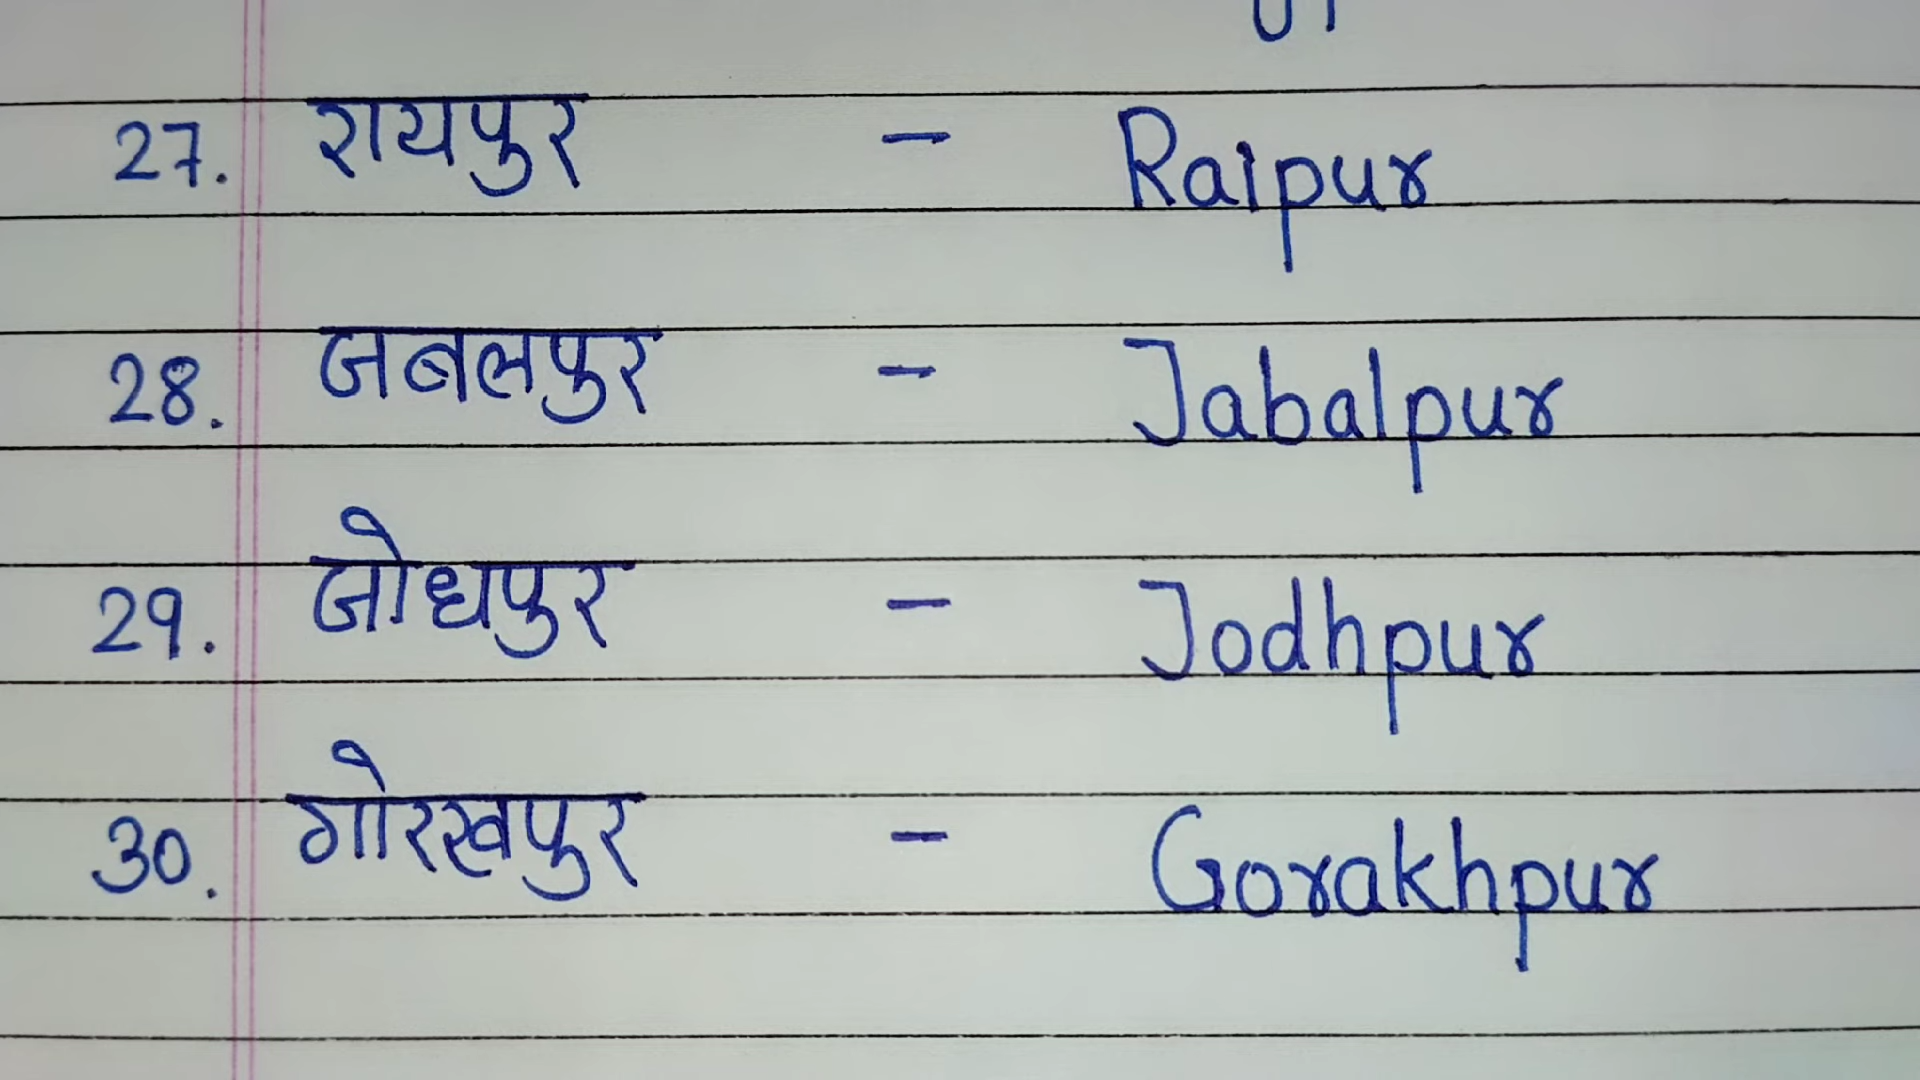 27. रायपुर - Raipur
28. जबलपुर - Jabalpur
29. जोधपुर - Jodhpur
30. गोरखपुर - Gorakhpur